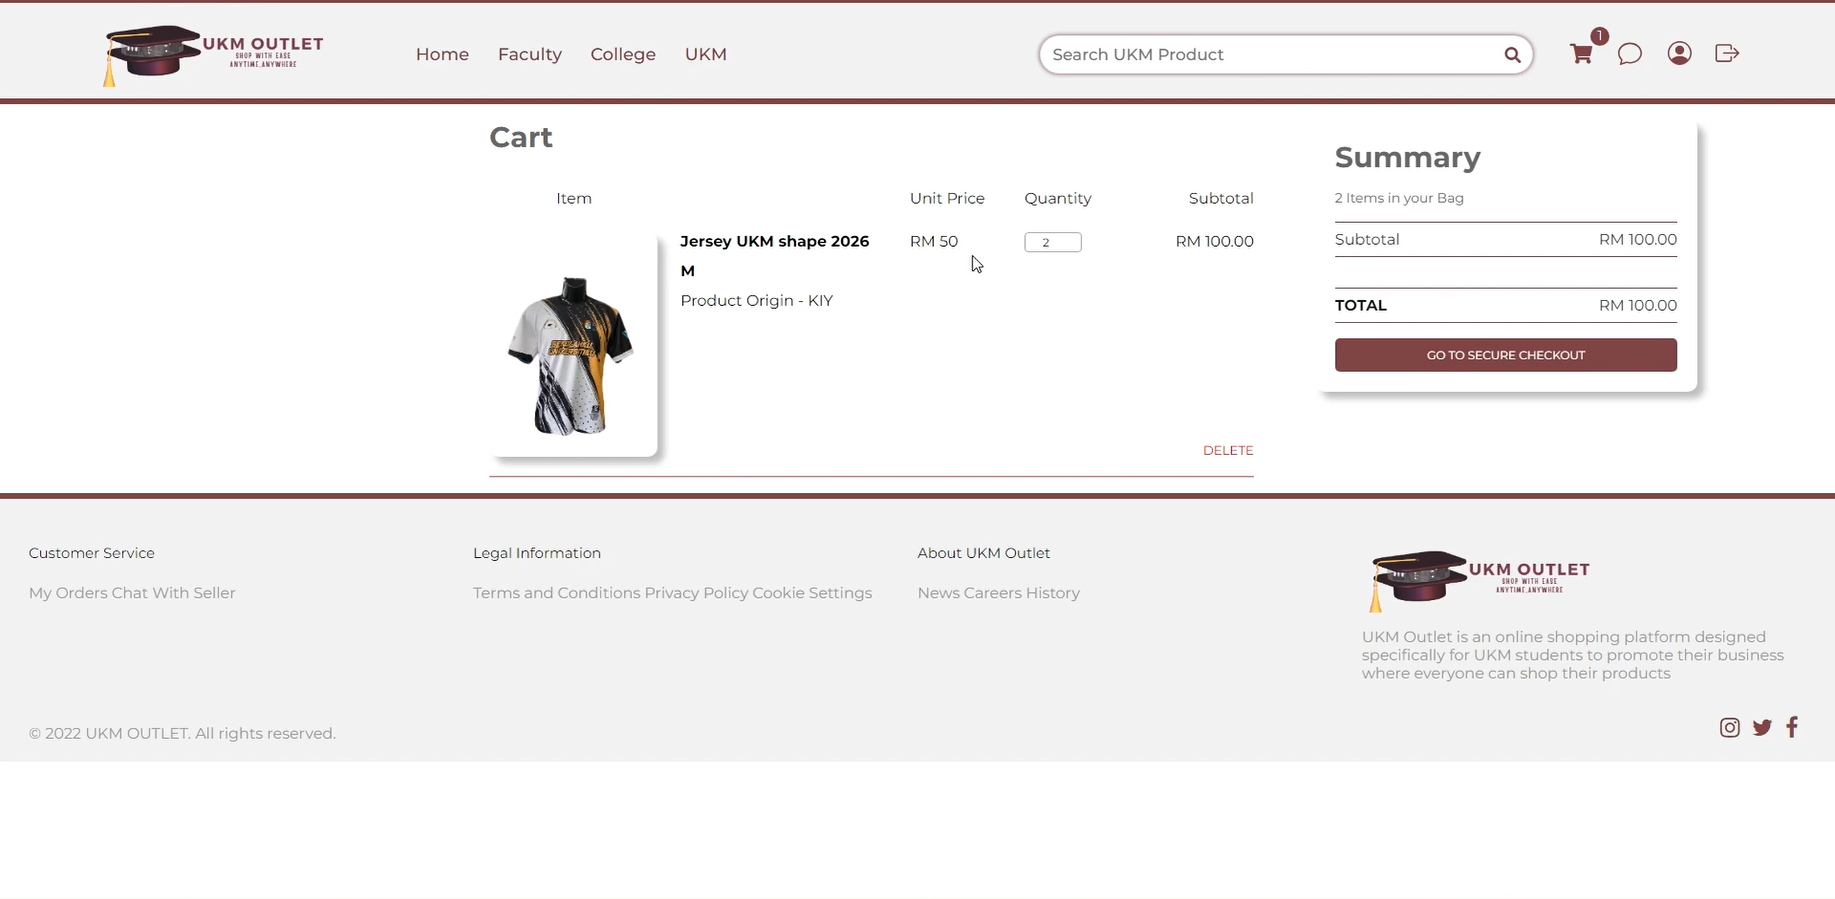 UKM OUTLET
SHOP WITH EASE
ANYTIME,ANYWHERE
Home Faculty College UKM
Search UKM Product
1
Cart
Item Unit Price Quantity Subtotal
Jersey UKM shape 2026 RM 50 2 RM 100.00
M
Product Origin - KIY
DELETE
Summary
2 Items in your Bag
Subtotal RM 100.00
TOTAL RM 100.00
GO TO SECURE CHECKOUT
Customer Service
My Orders Chat With Seller
Legal Information
Terms and Conditions Privacy Policy Cookie Settings
About UKM Outlet
News Careers History
UKM OUTLET
SHOP WITH EASE
ANYTIME,ANYWHERE
UKM Outlet is an online shopping platform designed
specifically for UKM students to promote their business
where everyone can shop their products
© 2022 UKM OUTLET. All rights reserved.